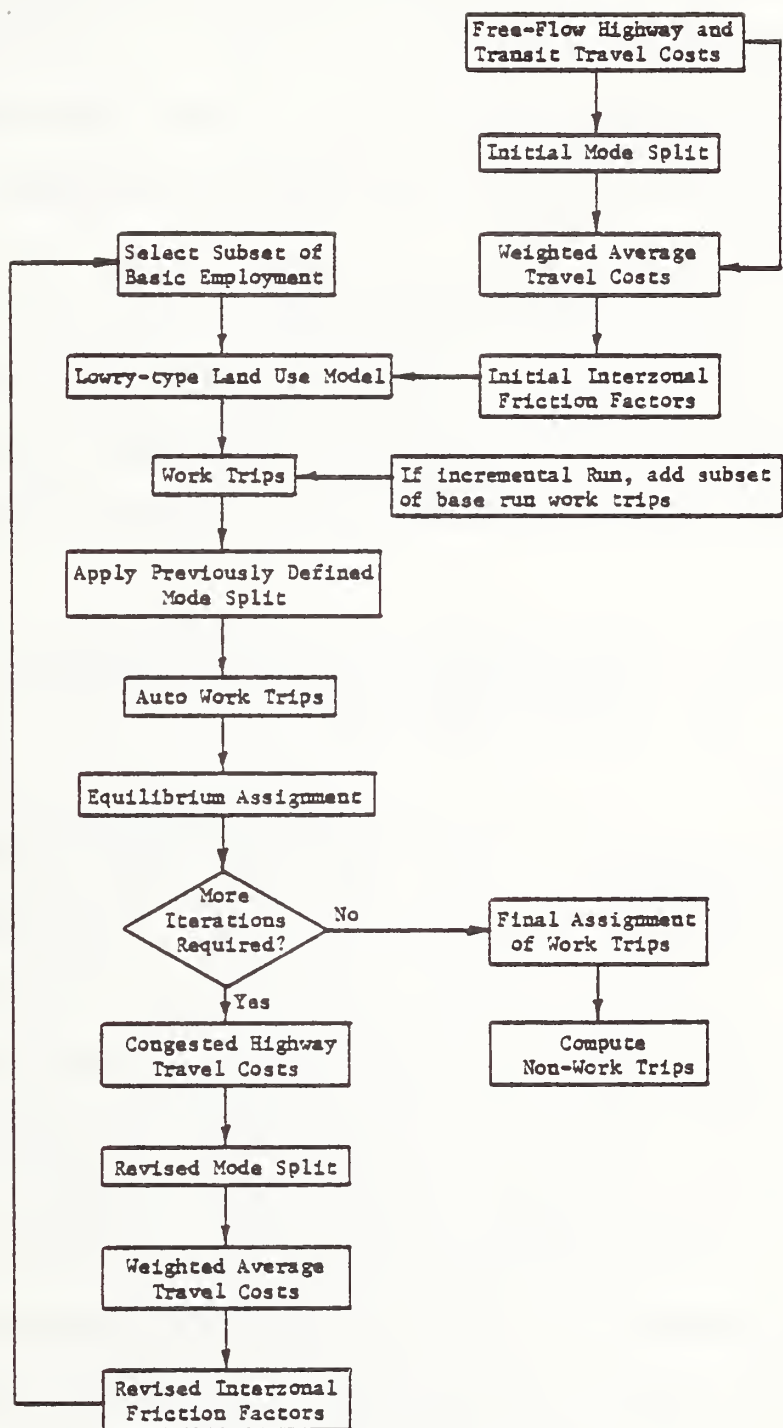 Free-Flow Highway and
Transit Travel Costs
Initial Mode Split
Weighted Average
Travel Costs
Initial Interzonal
Friction Factors
Select Subset of
Basic Employment
Lowry-type Land Use Model
Work Trips
If incremental Run, add subset
of base run work trips
Apply Previously Defined
Mode Split
Auto Work Trips
Equilibrium Assignment
More
Iterations
Required?
No
Final Assignment
of Work Trips
Compute
Non-Work Trips
Yes
Congested Highway
Travel Costs
Revised Mode Split
Weighted Average
Travel Costs
Revised Interzonal
Friction Factors